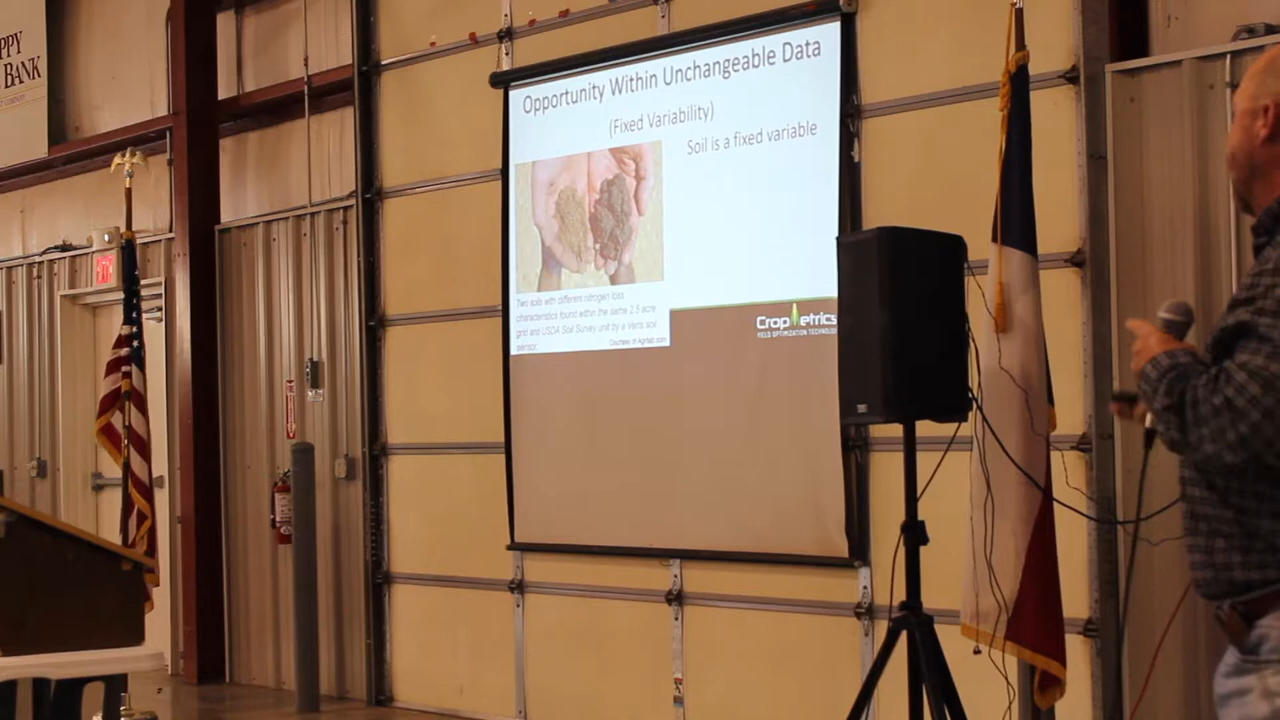 PPY
BANK
Opportunity Within Unchangeable Data
(Fixed Variability)
Soil is a fixed variable
Two soils with different nitrogen loss
characteristics found within the same 2.5 acre
grid and USDA Soil Survey unit by a Veris soil
sensor.
Courtesy of Agrilab.com
CropMetrics
YIELD OPTIMIZATION TECHNOLO
EXIT